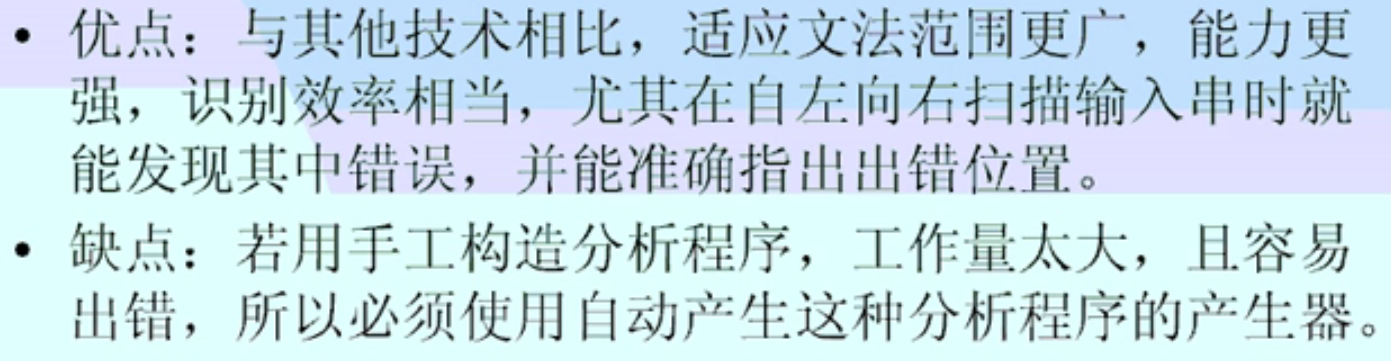 • 优点：与其他技术相比，适应文法范围更广，能力更
强，识别效率相当，尤其在自左向右扫描输入串时就
能发现其中错误，并能准确指出出错位置。
• 缺点：若用手工构造分析程序，工作量太大，且容易
出错，所以必须使用自动产生这种分析程序的产生器。